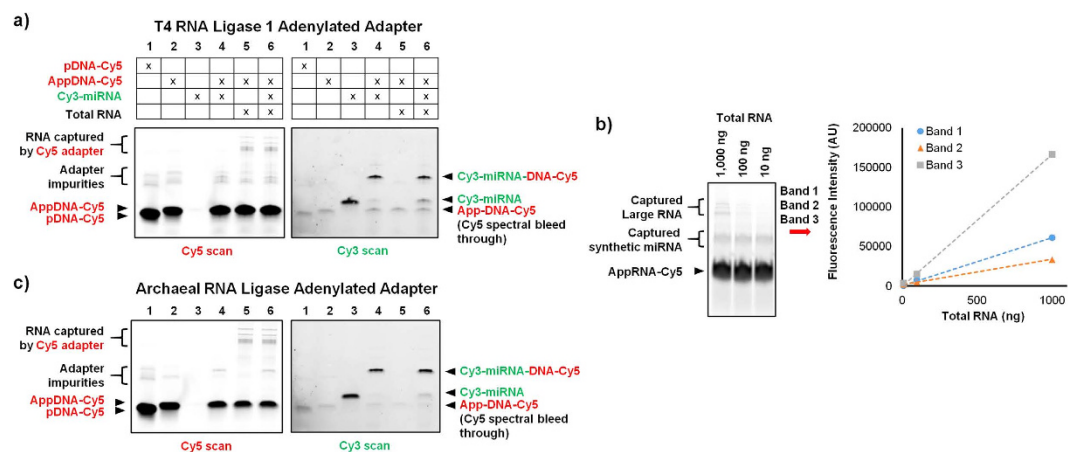 a)
T4 RNA Ligase 1 Adenylated Adapter
1 2 3 4 5 6 1 2 3 4 5 6
pDNA-Cy5 x x
AppDNA-Cy5 x x x x x x x x
Cy3-miRNA x x x x x x
Total RNA x x x x
RNA captured
by Cy5 adapter
Adapter
impurities
AppDNA-Cy5
pDNA-Cy5
Cy3-miRNA-DNA-Cy5
Cy3-miRNA
App-DNA-Cy5
(Cy5 spectral bleed
through)
Cy5 scan Cy3 scan
b)
Total RNA
1,000 ng
100 ng
10 ng
Captured
Large RNA
Captured
synthetic miRNA
AppRNA-Cy5
Band 1
Band 2
Band 3
Fluorescence Intensity (AU)
200000
150000
100000
50000
0
Band 1
Band 2
Band 3
0 500 1000
Total RNA (ng)
c)
Archaeal RNA Ligase Adenylated Adapter
1 2 3 4 5 6 1 2 3 4 5 6
RNA captured
by Cy5 adapter
Adapter
impurities
AppDNA-Cy5
pDNA-Cy5
Cy3-miRNA-DNA-Cy5
Cy3-miRNA
App-DNA-Cy5
(Cy5 spectral bleed
through)
Cy5 scan Cy3 scan